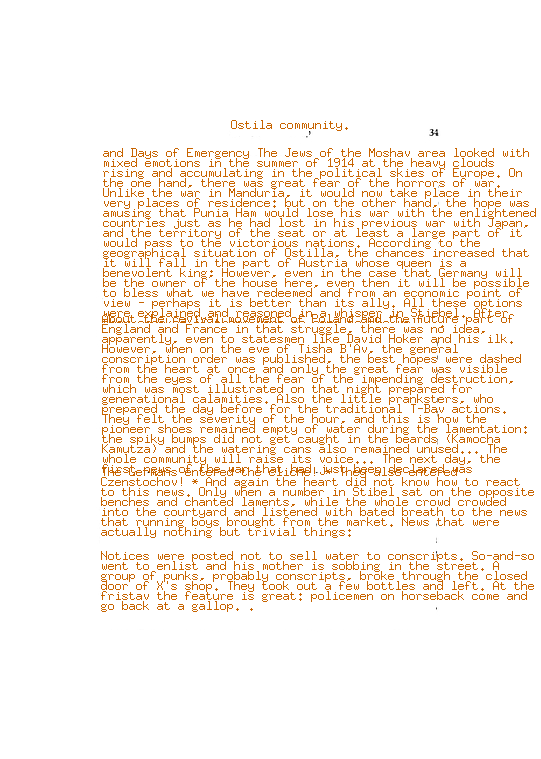 Ostila community.
34
and Days of Emergency The Jews of the Moshav area looked with
mixed emotions in the summer of 1914 at the heavy clouds
rising and accumulating in the political skies of Europe. On
the one hand, there was great fear of the horrors of war.
Unlike the war in Manduria, it would now take place in their
very places of residence; but on the other hand, the hope was
amusing that Punia Ham would lose his war with the enlightened
countries just as he had lost in his previous war with Japan,
and the territory of the seat or at least a large part of it
would pass to the victorious nations. According to the
geographical situation of Ostilla, the chances increased that
it will fall in the part of Austria whose queen is a
benevolent king; However, even in the case that Germany will
be the owner of the house here, even then it will be possible
to bless what we have redeemed and from an economic point of
view - perhaps it is better than its ally. All these options
were explained and reasoned in a whisper in Stiebel. After
about the revival movement of Poland and the future part of
England and France in that struggle, there was no idea,
apparently, even to statesmen like David Hoker and his ilk.
However, when on the eve of Tisha B'Av, the general
conscription order was published, the best hopes were dashed
from the heart at once and only the great fear was visible
from the eyes of all the fear of the impending destruction,
which was most illustrated on that night prepared for
generational calamities. Also the little pranksters, who
prepared the day before for the traditional T-Bav actions.
They felt the severity of the hour, and this is how the
pioneer shoes remained empty of water during the lamentation;
the spiky bumps did not get caught in the beards (Kamocha
Kamutza) and the watering cans also remained unused... The
whole community will raise its voice... The next day, the
first news of the war that had just been declared was
The Germans entered the cliche! * They also entered
Czenstochov! * And again the heart did not know how to react
to this news. Only when a number in Stibel sat on the opposite
benches and chanted laments, while the whole crowd crowded
into the courtyard and listened with bated breath to the news
that running boys brought from the market. News that were
actually nothing but trivial things:
Notices were posted not to sell water to conscripts. So-and-so
went to enlist and his mother is sobbing in the street. A
group of punks, probably conscripts, broke through the closed
door of X's shop. They took out a few bottles and left. At the
fristav the feature is great: policemen on horseback come and
go back at a gallop. .